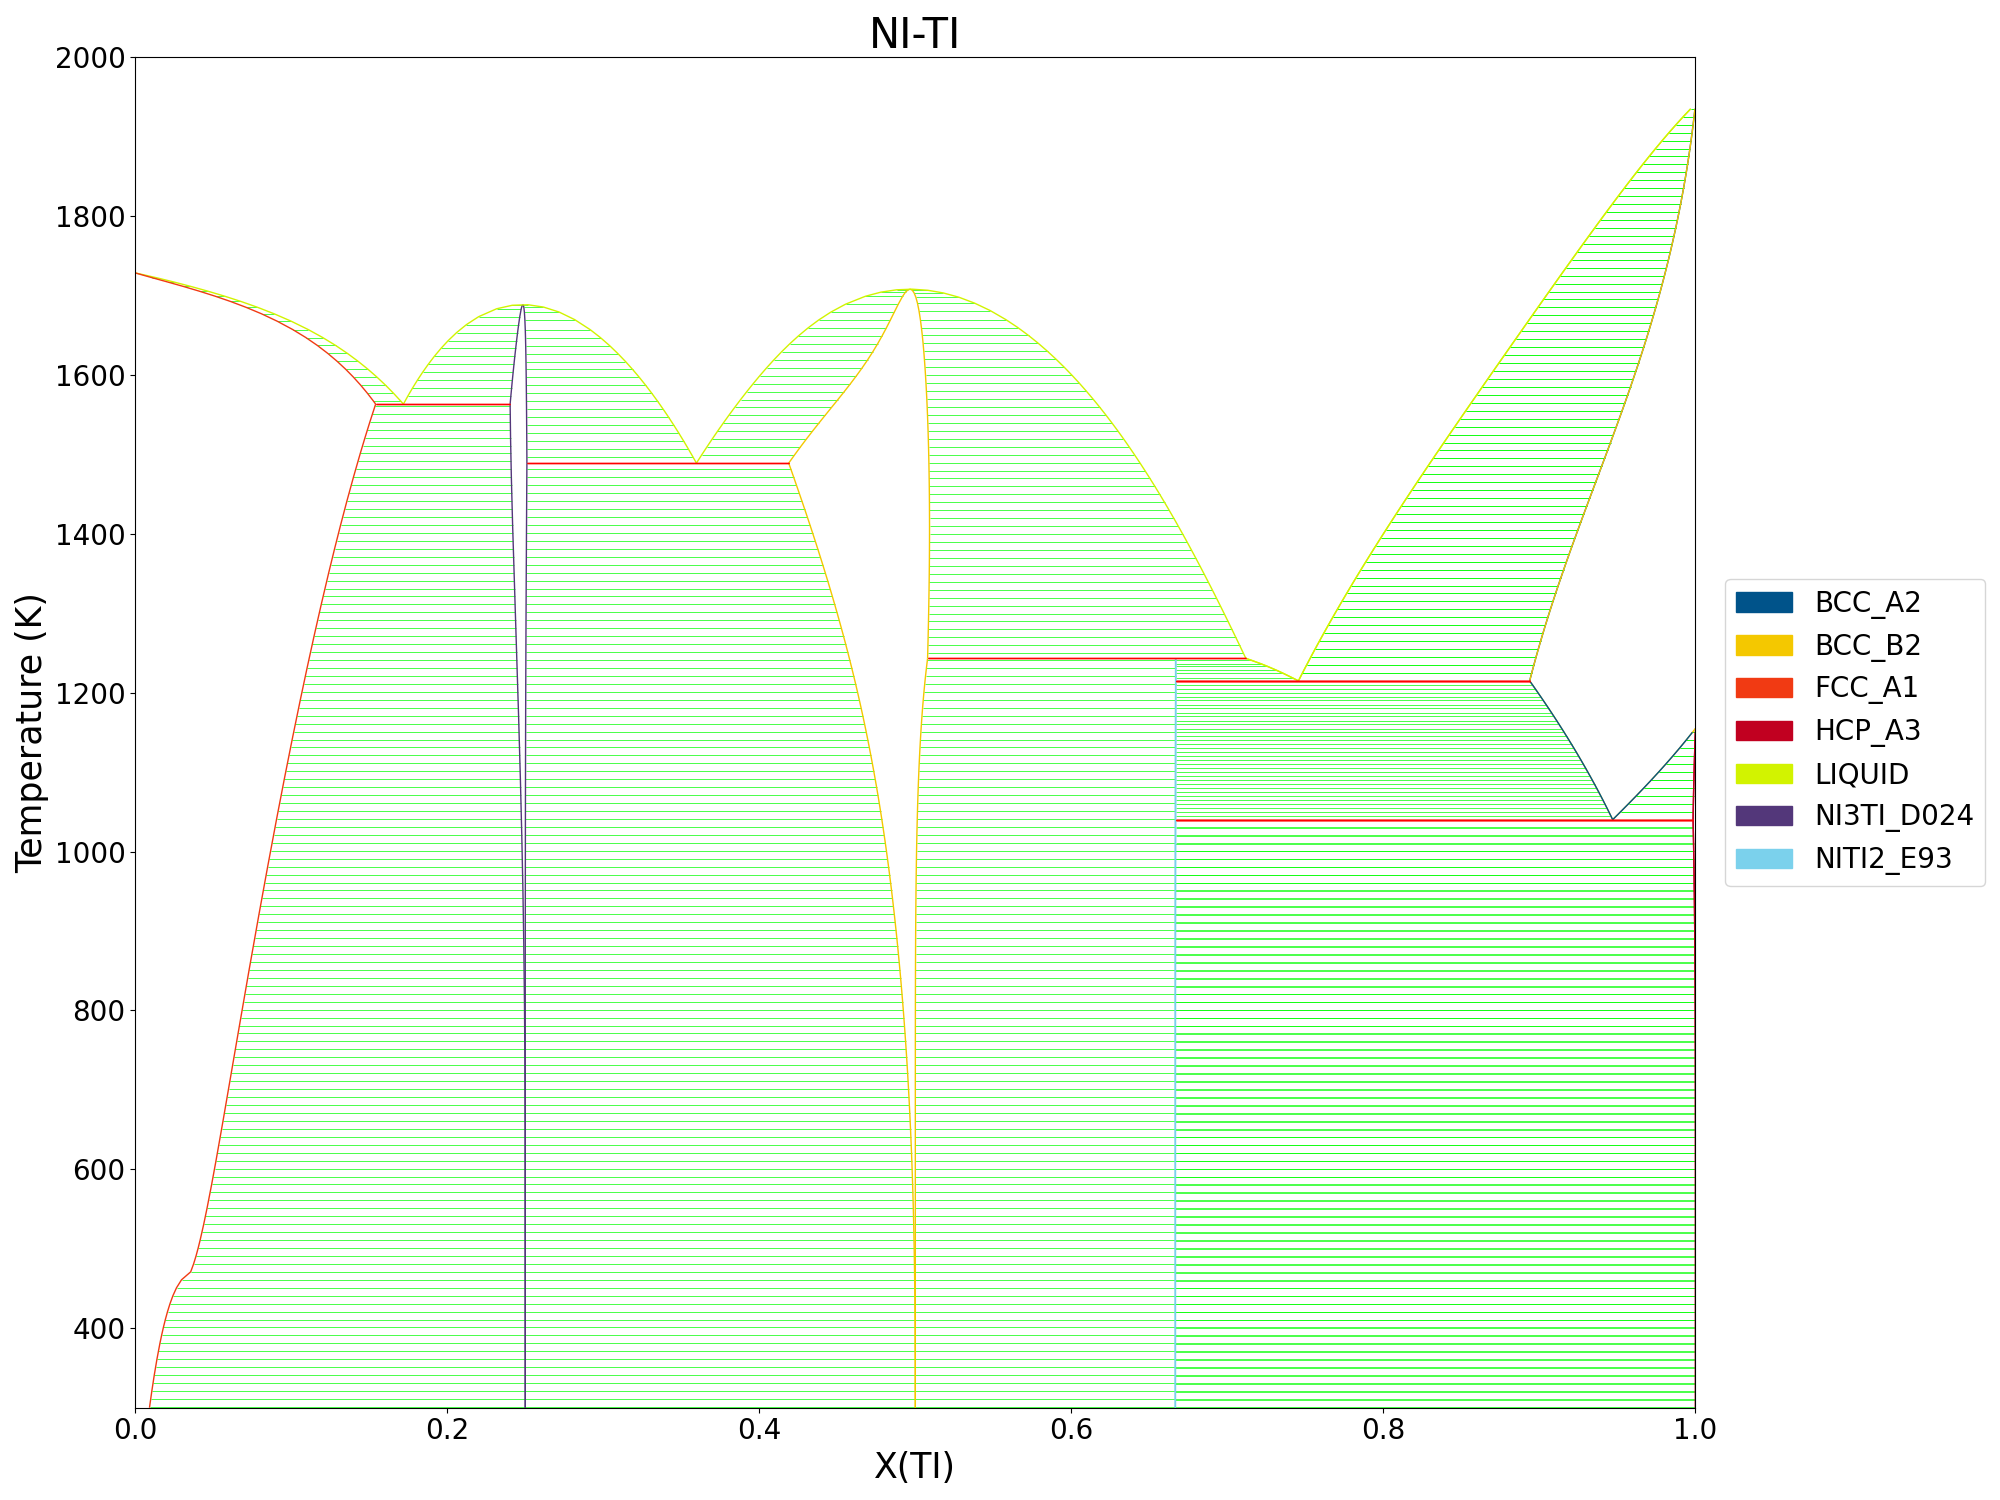 NI-TI
2000
1800
1600
1400
1200
1000
800
600
400
Temperature (K)
0.0 0.2 0.4 0.6 0.8 1.0
X(TI)
BCC_A2
BCC_B2
FCC_A1
HCP_A3
LIQUID
NI3TI_D024
NITI2_E93